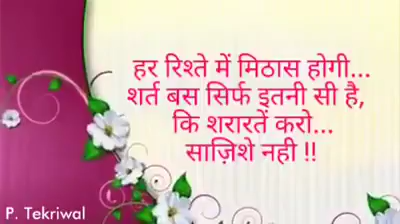 हर रिश्ते में मिठास होगी...
शर्त बस सिर्फ इतनी सी है,
कि शरारतें करो...
साज़िशे नही !!
P. Tekriwal